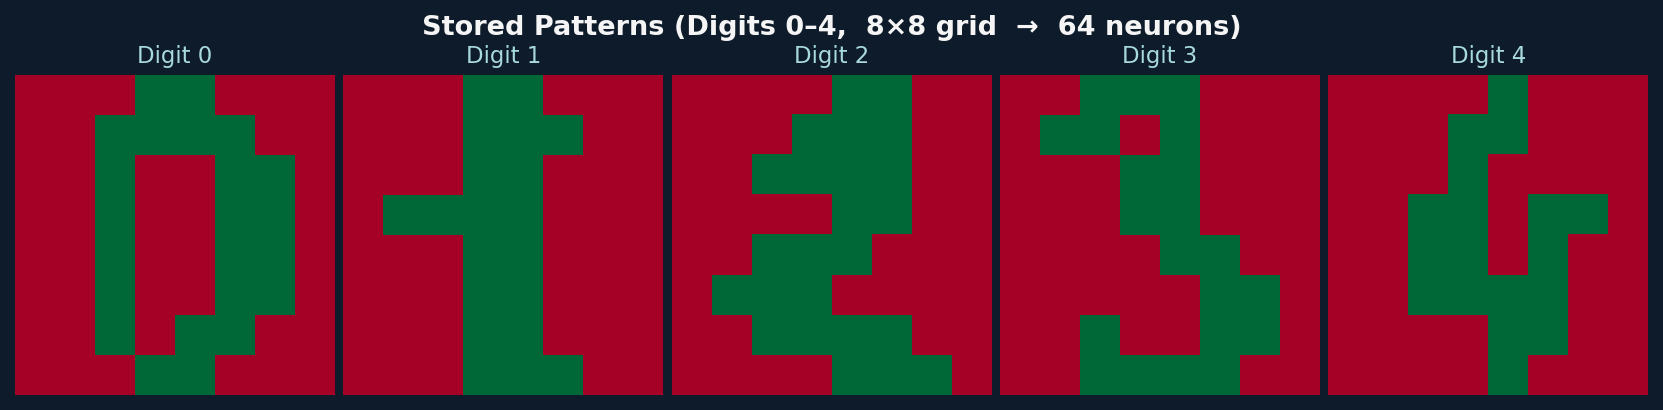 Stored Patterns (Digits 0–4,  8×8 grid  →  64 neurons)
Digit 0
Digit 1
Digit 2
Digit 3
Digit 4